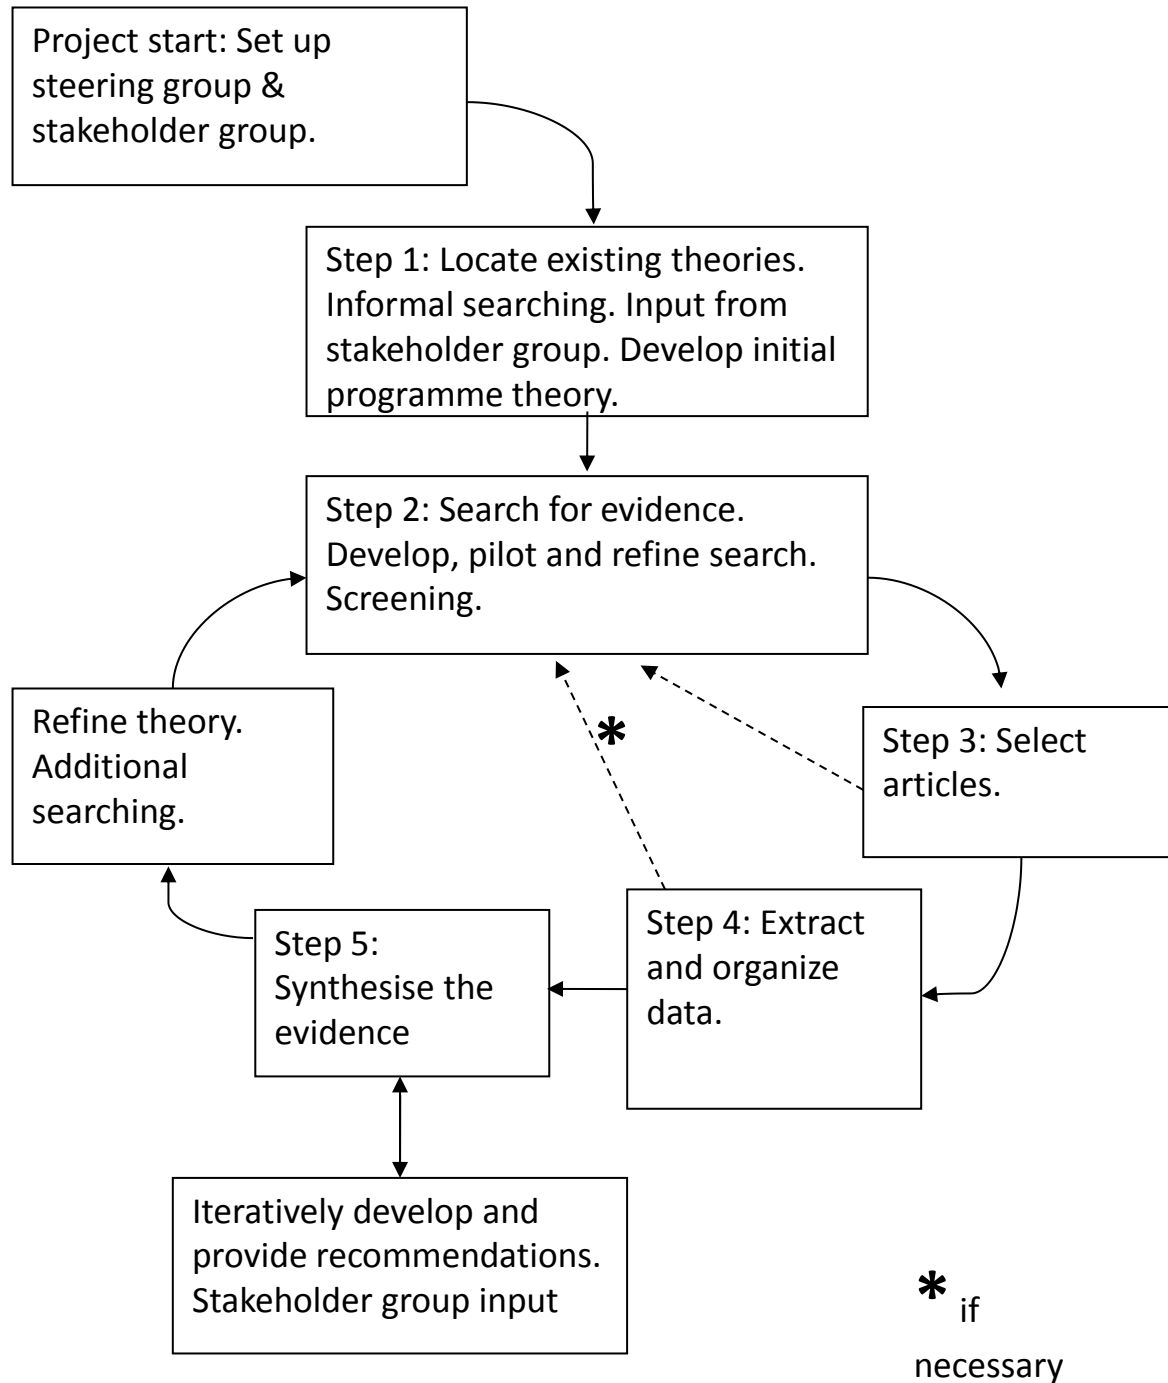 Project start: Set up
steering group &
stakeholder group.
Step 1: Locate existing theories.
Informal searching. Input from
stakeholder group. Develop initial
programme theory.
Step 2: Search for evidence.
Develop, pilot and refine search.
Screening.
Refine theory.
Additional
searching.
*
Step 3: Select
articles.
Step 4: Extract
and organize
data.
Step 5:
Synthesise the
evidence
Iteratively develop and
provide recommendations.
Stakeholder group input
* if
necessary